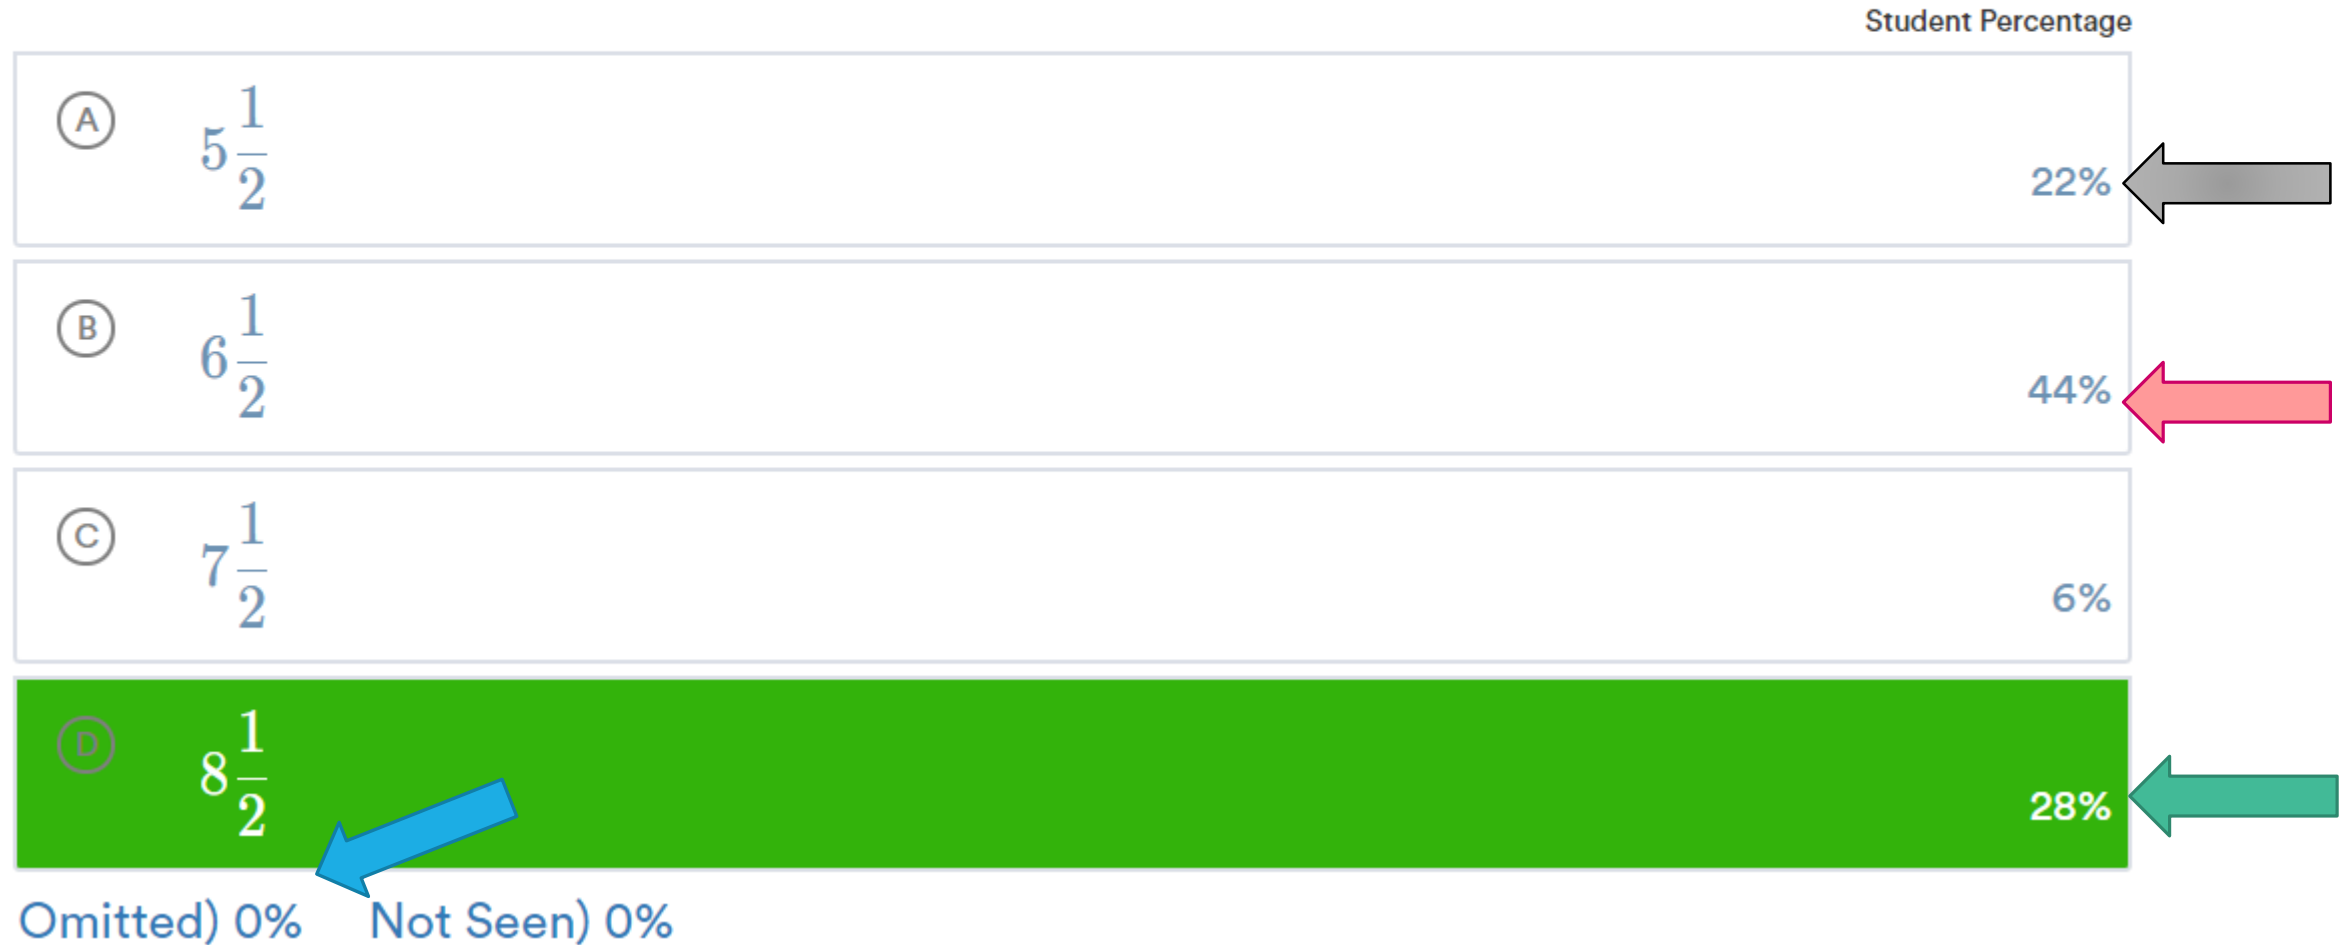 Student Percentage
A 5 1/2 22%
B 6 1/2 44%
C 7 1/2 6%
D 8 1/2 28%
Omitted) 0% Not Seen) 0%